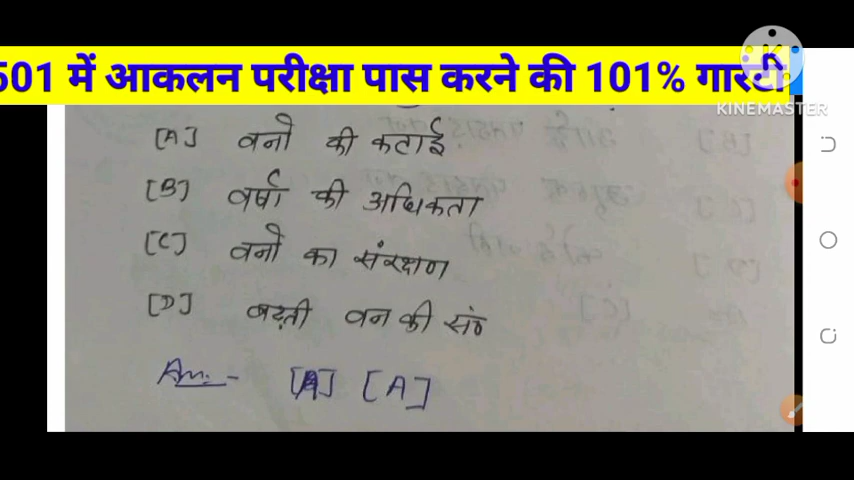 501 में आकलन परीक्षा पास करने की 101% गारंटी
KINEMASTER
[A] वनो की कटाई
[B] वर्षा की अधिकता
[C] वनो का संरक्षण
[D] बढ़ती वन की सं०
Ans:- [A] [A]